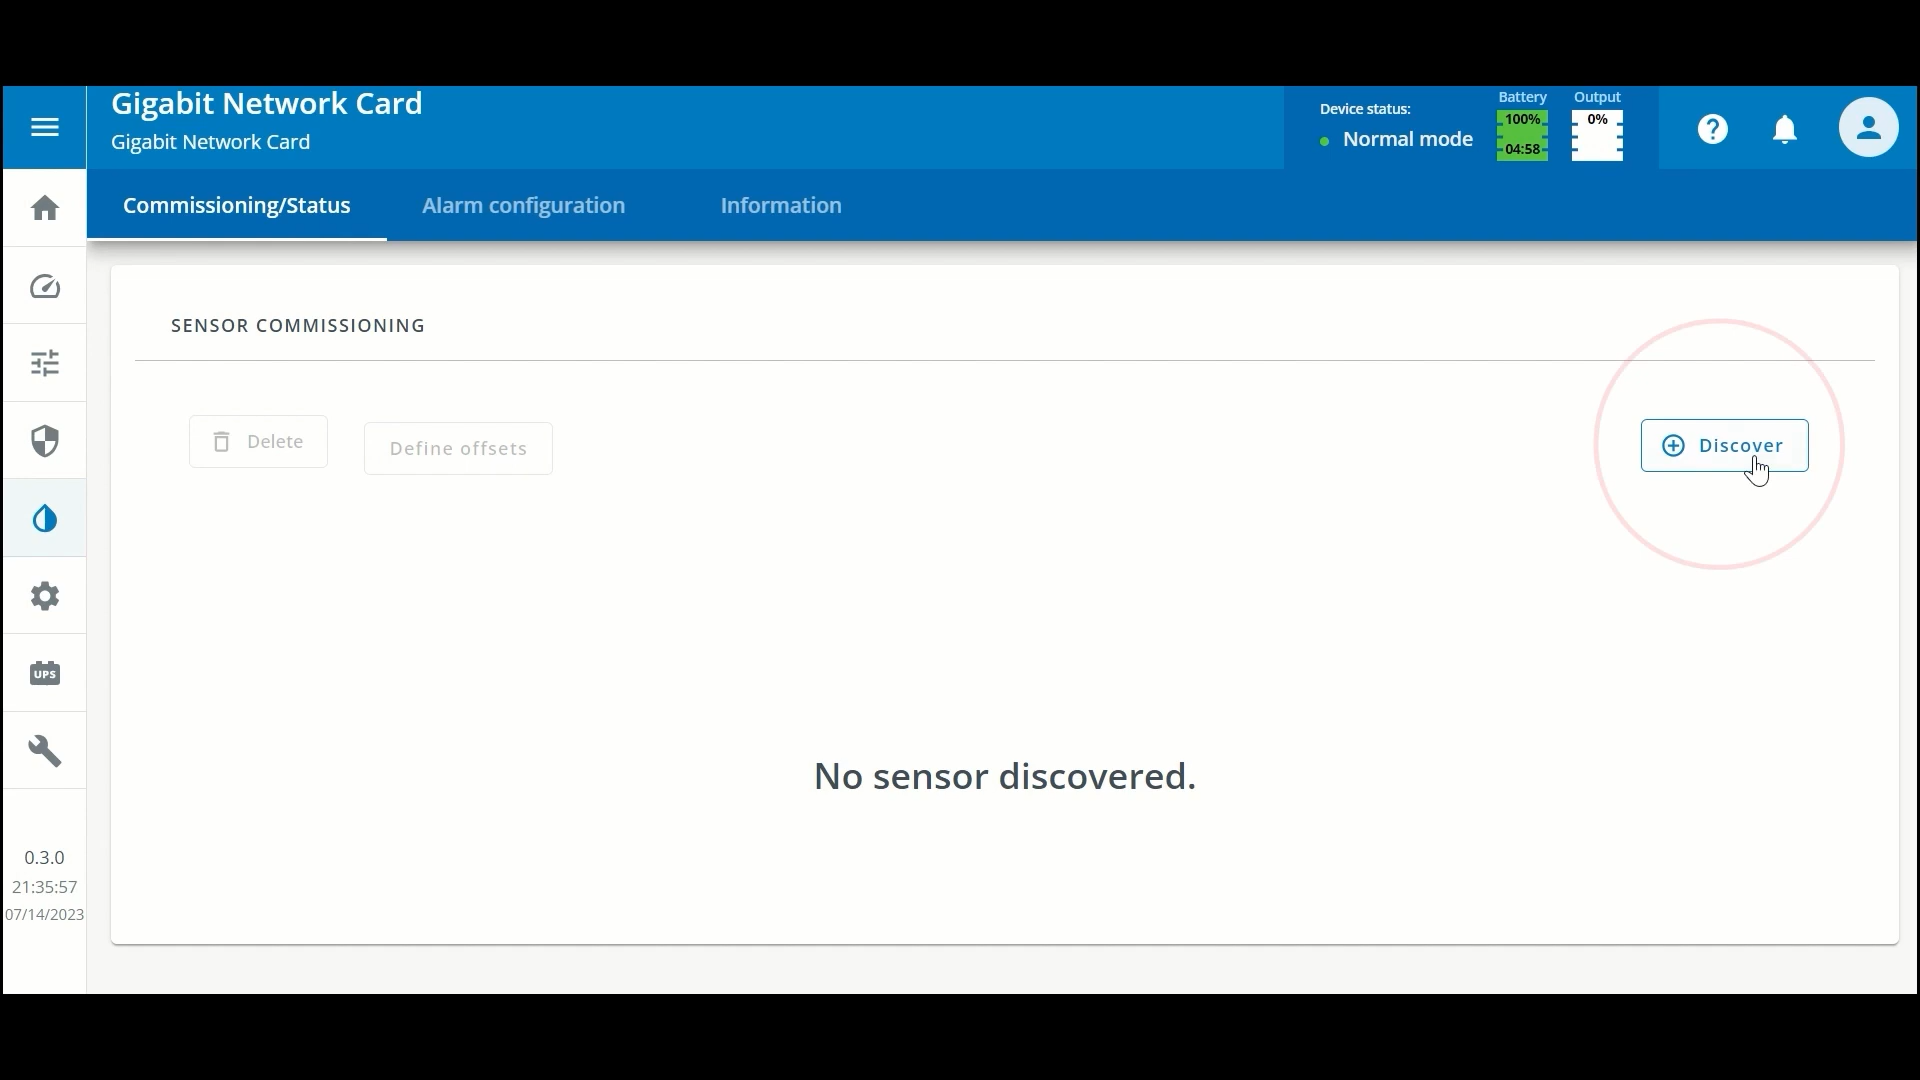 Gigabit Network Card
Gigabit Network Card
Device status:
Normal mode
Battery
100%
04:58
Output
0%
Commissioning/Status
Alarm configuration
Information
SENSOR COMMISSIONING
Delete
Define offsets
Discover
No sensor discovered.
UPS
0.3.0
21:35:57
07/14/2023